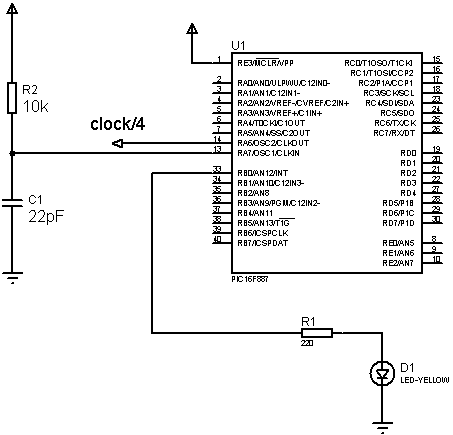 U1
1 RE3/MCLR/VPP RC0/T1OSO/T1CKI 15
RC1/T1OSI/CCP2 16
2 RA0/AN0/ULPWU/C12IN0- RC2/P1A/CCP1 17
3 RA1/AN1/C12IN1- RC3/SCK/SCL 18
4 RA2/AN2/VREF-/CVREF/C2IN+ RC4/SDI/SDA 23
5 RA3/AN3/VREF+/C1IN+ RC5/SDO 24
6 RA4/T0CKI/C1OUT RC6/TX/CK 25
7 RA5/AN4/SS/C2OUT RC7/RX/DT 26
14 RA6/OSC2/CLKOUT
13 RA7/OSC1/CLKIN RD0 19
RD1 20
33 RB0/AN12/INT RD2 21
34 RB1/AN10/C12IN3- RD3 22
35 RB2/AN8 RD4 27
36 RB3/AN9/PGM/C12IN2- RD5/P1B 28
37 RB4/AN11 RD6/P1C 29
38 RB5/AN13/T1G RD7/P1D 30
39 RB6/ICSPCLK
40 RB7/ICSPDAT RE0/AN5 8
RE1/AN6 9
RE2/AN7 10
PIC16F887
R2
10k
clock/4
C1
22pF
R1
220
D1
LED-YELLOW